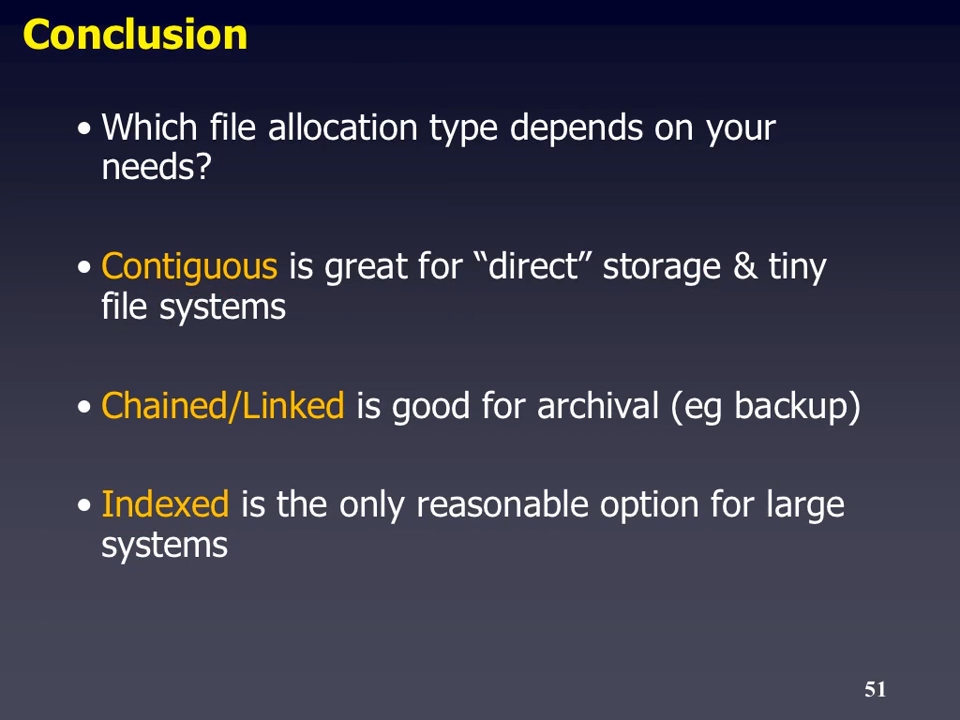 Conclusion
• Which file allocation type depends on your
needs?
• Contiguous is great for “direct” storage & tiny
file systems
• Chained/Linked is good for archival (eg backup)
• Indexed is the only reasonable option for large
systems
51